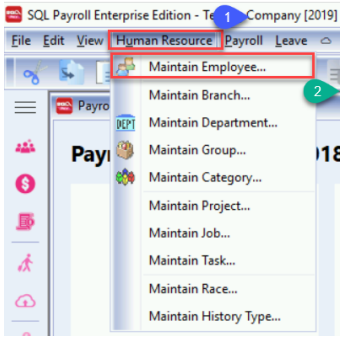 SQL Payroll Enterprise Edition - Te 1 Company [2019]
File Edit View Human Resource Payroll Leave
Maintain Employee...
2
Maintain Branch...
Payro
DEPT Maintain Department...
Pay 18
Maintain Group...
Maintain Category...
Maintain Project...
Maintain Job...
Maintain Task...
Maintain Race...
Maintain History Type...